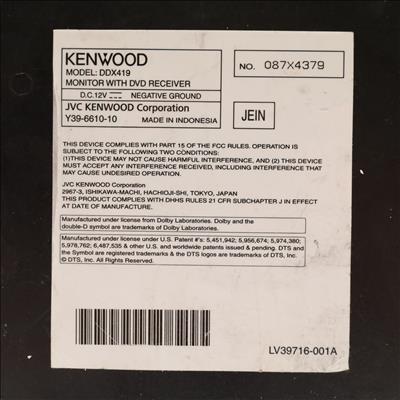 KENWOOD
MODEL: DDX419
MONITOR WITH DVD RECEIVER
D.C.12V ⎓ NEGATIVE GROUND
JVC KENWOOD Corporation
Y39-6610-10 MADE IN INDONESIA
NO. 087X4379
JEIN
THIS DEVICE COMPLIES WITH PART 15 OF THE FCC RULES. OPERATION IS
SUBJECT TO THE FOLLOWING TWO CONDITIONS:
(1)THIS DEVICE MAY NOT CAUSE HARMFUL INTERFERENCE, AND (2) THIS DEVICE
MUST ACCEPT ANY INTERFERENCE RECEIVED, INCLUDING INTERFERENCE THAT
MAY CAUSE UNDESIRED OPERATION.
JVC KENWOOD Corporation
2967-3, ISHIKAWA-MACHI, HACHIOJI-SHI, TOKYO, JAPAN
THIS PRODUCT COMPLIES WITH DHHS RULES 21 CFR SUBCHAPTER J IN EFFECT
AT DATE OF MANUFACTURE.
Manufactured under license from Dolby Laboratories. Dolby and the
double-D symbol are trademarks of Dolby Laboratories.
Manufactured under license under U.S. Patent #'s: 5,451,942; 5,956,674; 5,974,380;
5,978,762; 6,487,535 & other U.S. and worldwide patents issued & pending. DTS and
the Symbol are registered trademarks & the DTS logos are trademarks of DTS, Inc.
© DTS, Inc. All Rights Reserved.
LV39716-001A